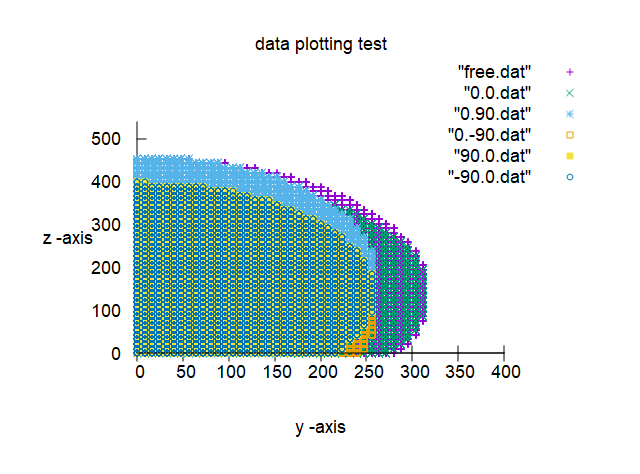 data plotting test
"free.dat"
"0.0.dat"
"0.90.dat"
"0.-90.dat"
"90.0.dat"
"-90.0.dat"
500
400
300
200
100
0
z -axis
0 50 100 150 200 250 300 350 400
y -axis